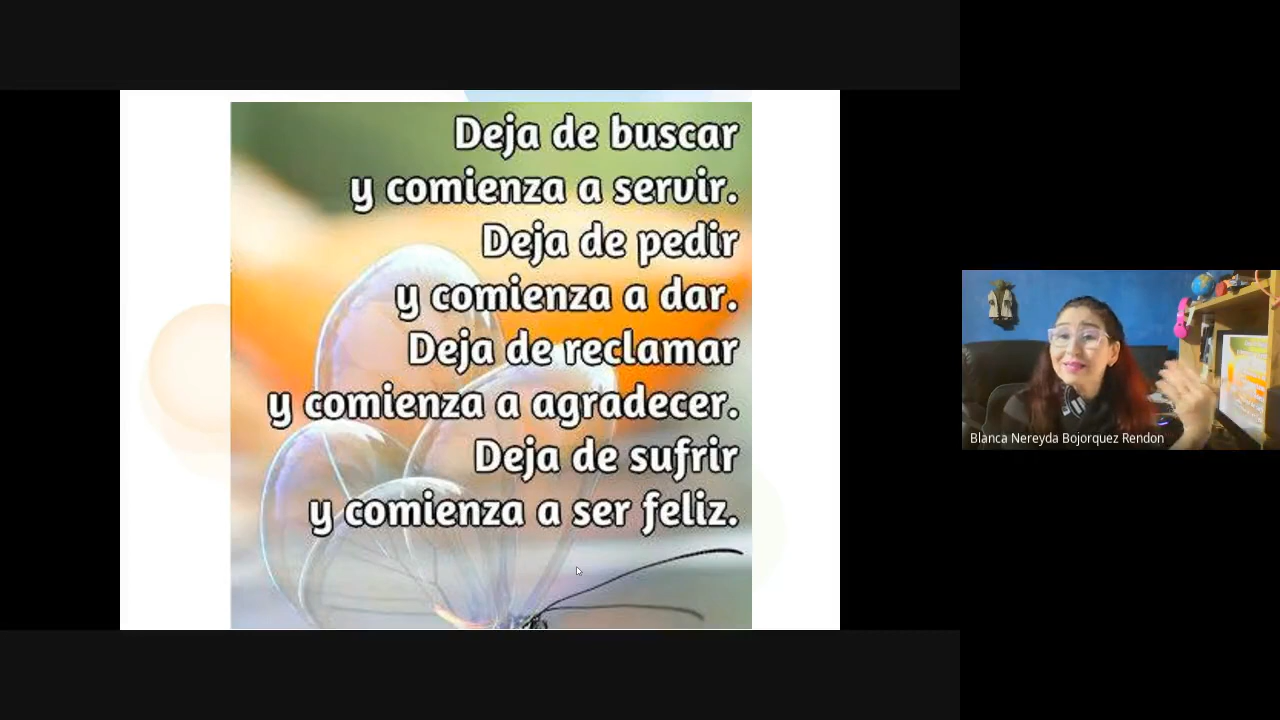 Deja de buscar
y comienza a servir.
Deja de pedir
y comienza a dar.
Deja de reclamar
y comienza a agradecer.
Deja de sufrir
y comienza a ser feliz.
Blanca Nereyda Bojorquez Rendon